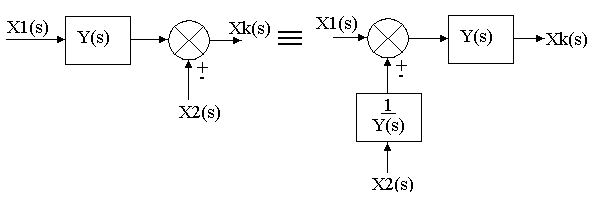 X1(s)
Y(s)
Xk(s)
+
-
X2(s)
≡
X1(s)
Y(s)
Xk(s)
+
-
1
Y(s)
X2(s)